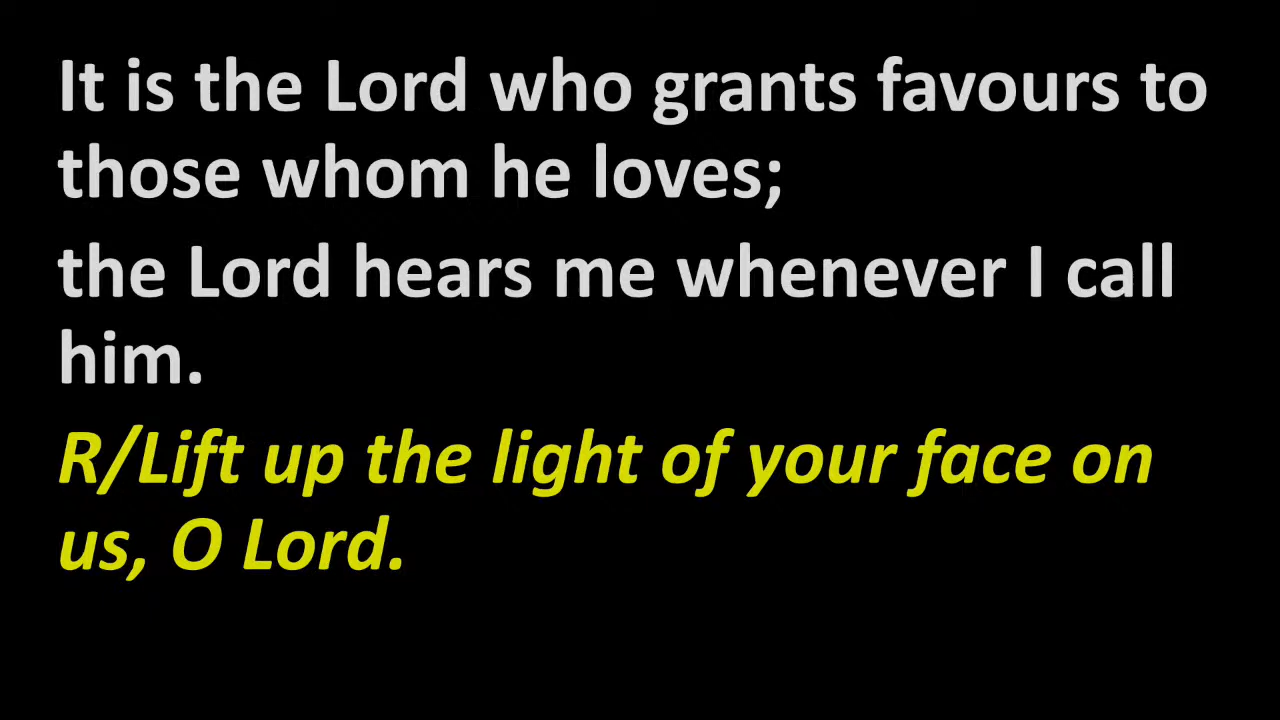 It is the Lord who grants favours to
those whom he loves;
the Lord hears me whenever I call
him.
R/Lift up the light of your face on
us, O Lord.